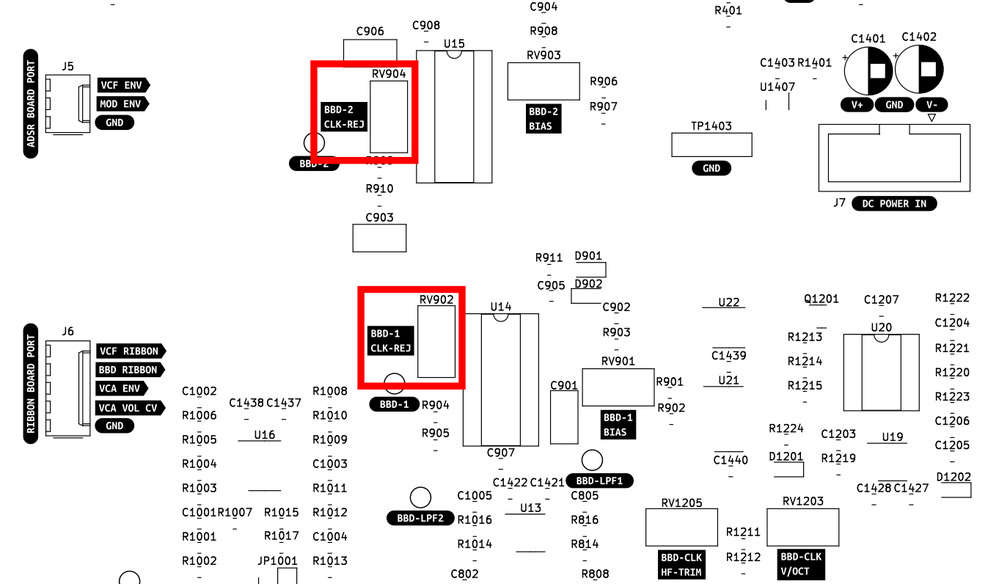 C904
R908
R401
C908
C906
U15
RV903
R906
R907
BBD-2
BIAS
RV904
BBD-2
CLK-REJ
BBD-2
R910
C903
J5
ADSR BOARD PORT
VCF ENV
MOD ENV
GND
C1401
C1402
C1403
R1401
U1407
V+
GND
V-
TP1403
GND
J7
DC POWER IN
R911
D901
C905
D902
C902
R903
U22
Q1201
C1207
R1222
C1204
U20
R1213
R1221
C1439
R1214
R1220
U21
R1215
R1223
C1206
C1205
J6
RIBBON BOARD PORT
VCF RIBBON
BBD RIBBON
VCA ENV
VCA VOL CV
GND
RV902
BBD-1
CLK-REJ
BBD-1
U14
RV901
R901
R902
C901
BBD-1
BIAS
R904
R905
C907
C1002
R1008
C1438
C1437
R1006
R1010
R1005
U16
R1009
R1004
C1003
R1003
R1011
C1001
R1007
R1015
R1012
R1001
R1017
C1004
R1002
JP1001
R1013
BBD-LPF1
BBD-LPF2
C1422
C1421
C1005
C805
U13
R1016
R816
R1014
R814
C802
R808
R1224
C1203
U19
C1440
D1201
R1219
D1202
C1428
C1427
RV1205
RV1203
R1211
R1212
BBD-CLK
HF-TRIM
BBD-CLK
V/OCT